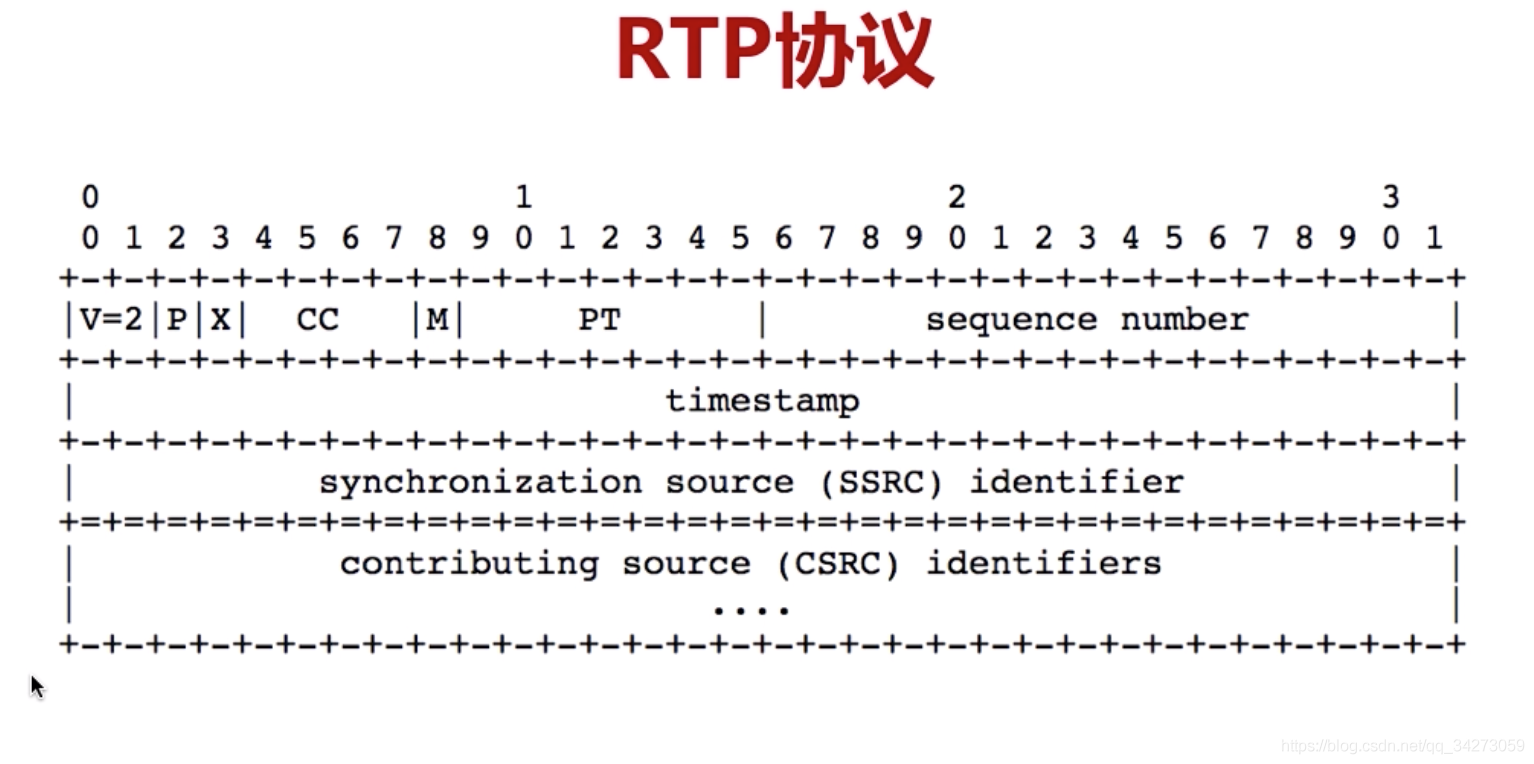 RTP协议
0                   1                   2                   3
0 1 2 3 4 5 6 7 8 9 0 1 2 3 4 5 6 7 8 9 0 1 2 3 4 5 6 7 8 9 0 1
+-+-+-+-+-+-+-+-+-+-+-+-+-+-+-+-+-+-+-+-+-+-+-+-+-+-+-+-+-+-+-+-+
|V=2|P|X|  CC   |M|     PT      |       sequence number         |
+-+-+-+-+-+-+-+-+-+-+-+-+-+-+-+-+-+-+-+-+-+-+-+-+-+-+-+-+-+-+-+-+
|                           timestamp                           |
+-+-+-+-+-+-+-+-+-+-+-+-+-+-+-+-+-+-+-+-+-+-+-+-+-+-+-+-+-+-+-+-+
|           synchronization source (SSRC) identifier            |
+=+=+=+=+=+=+=+=+=+=+=+=+=+=+=+=+=+=+=+=+=+=+=+=+=+=+=+=+=+=+=+=+
|            contributing source (CSRC) identifiers             |
|                             ....                              |
+-+-+-+-+-+-+-+-+-+-+-+-+-+-+-+-+-+-+-+-+-+-+-+-+-+-+-+-+-+-+-+-+
https://blog.csdn.net/qq_34273059